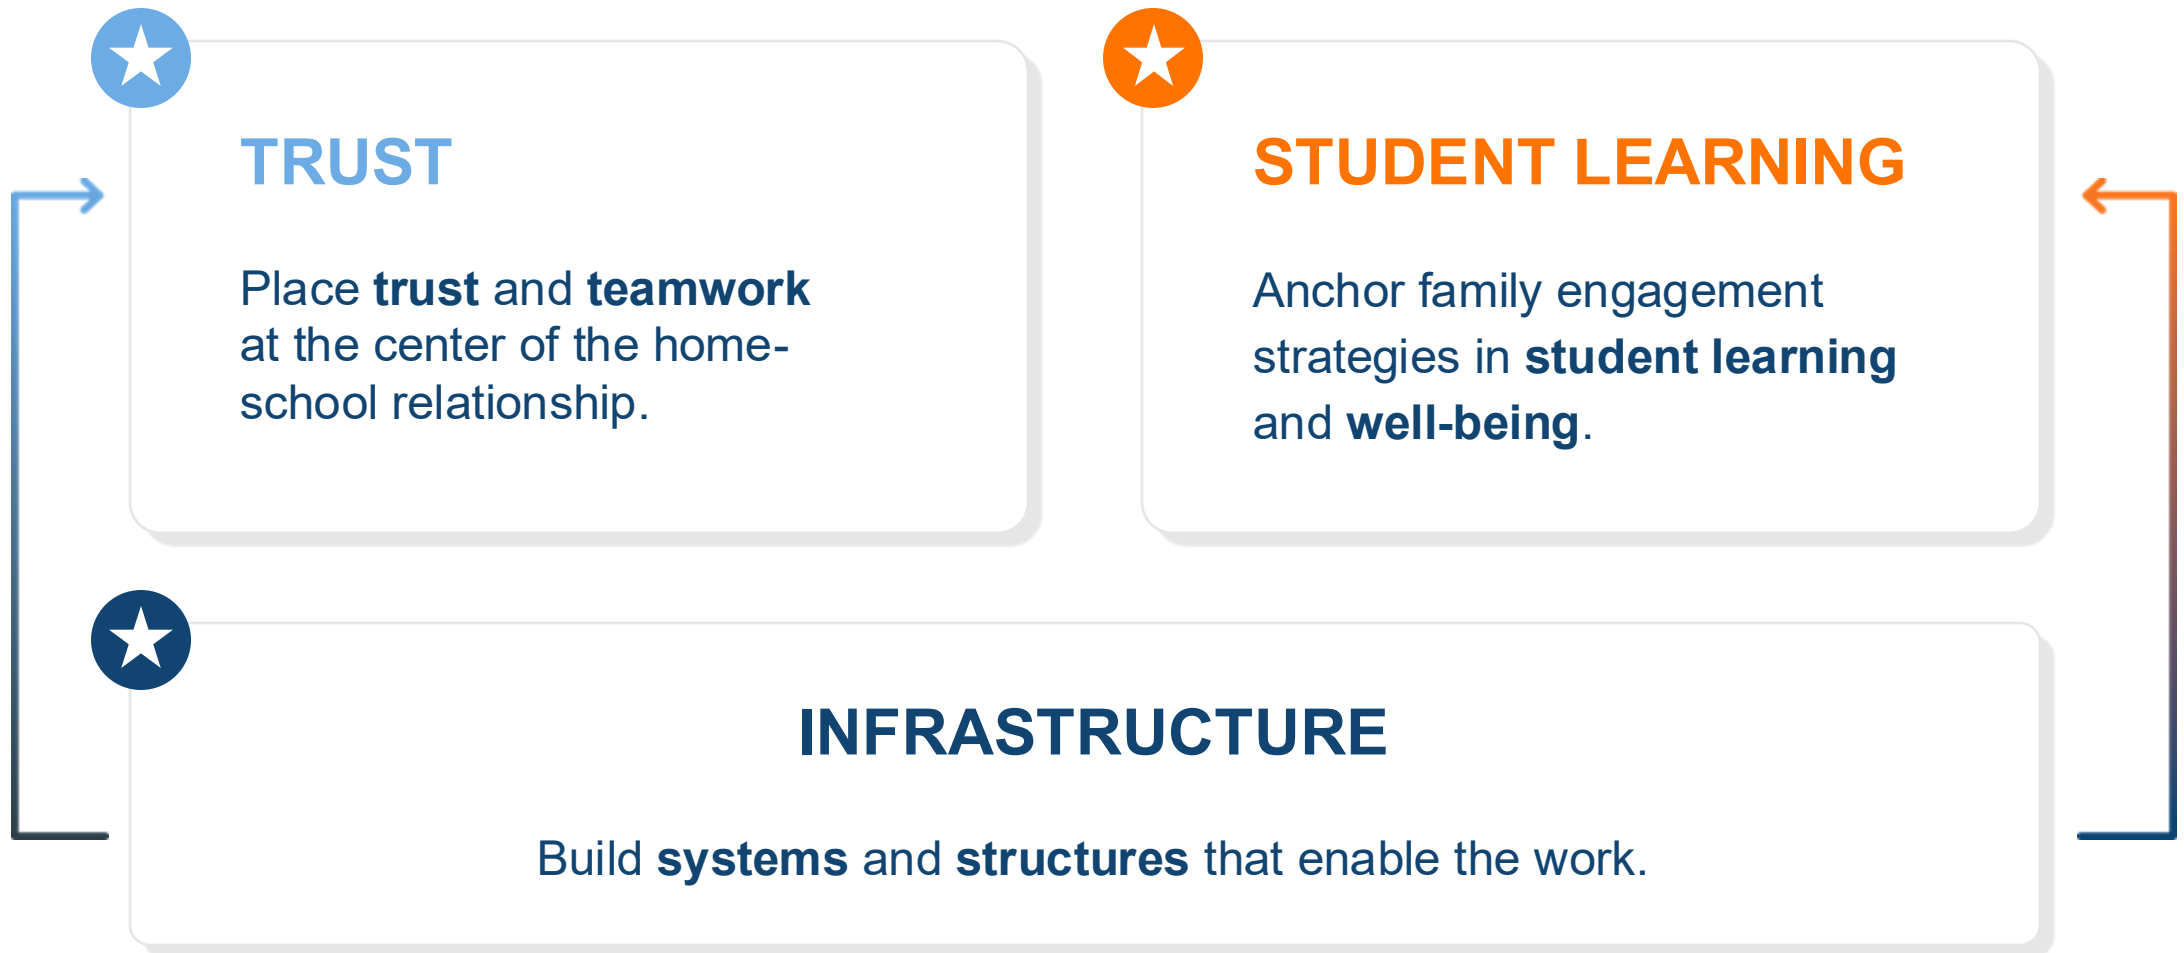 TRUST
Place trust and teamwork
at the center of the home-
school relationship.
STUDENT LEARNING
Anchor family engagement
strategies in student learning
and well-being.
INFRASTRUCTURE
Build systems and structures that enable the work.